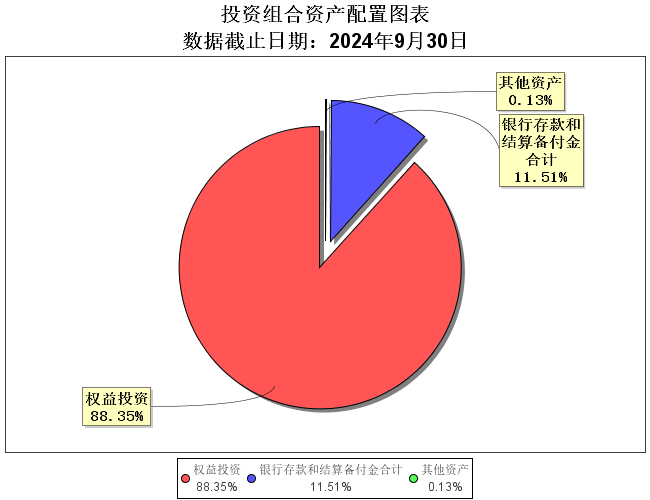 投资组合资产配置图表
数据截止日期：2024年9月30日
其他资产
0.13%
银行存款和
结算备付金
合计
11.51%
权益投资
88.35%
权益投资 银行存款和结算备付金合计 其他资产
88.35% 11.51% 0.13%